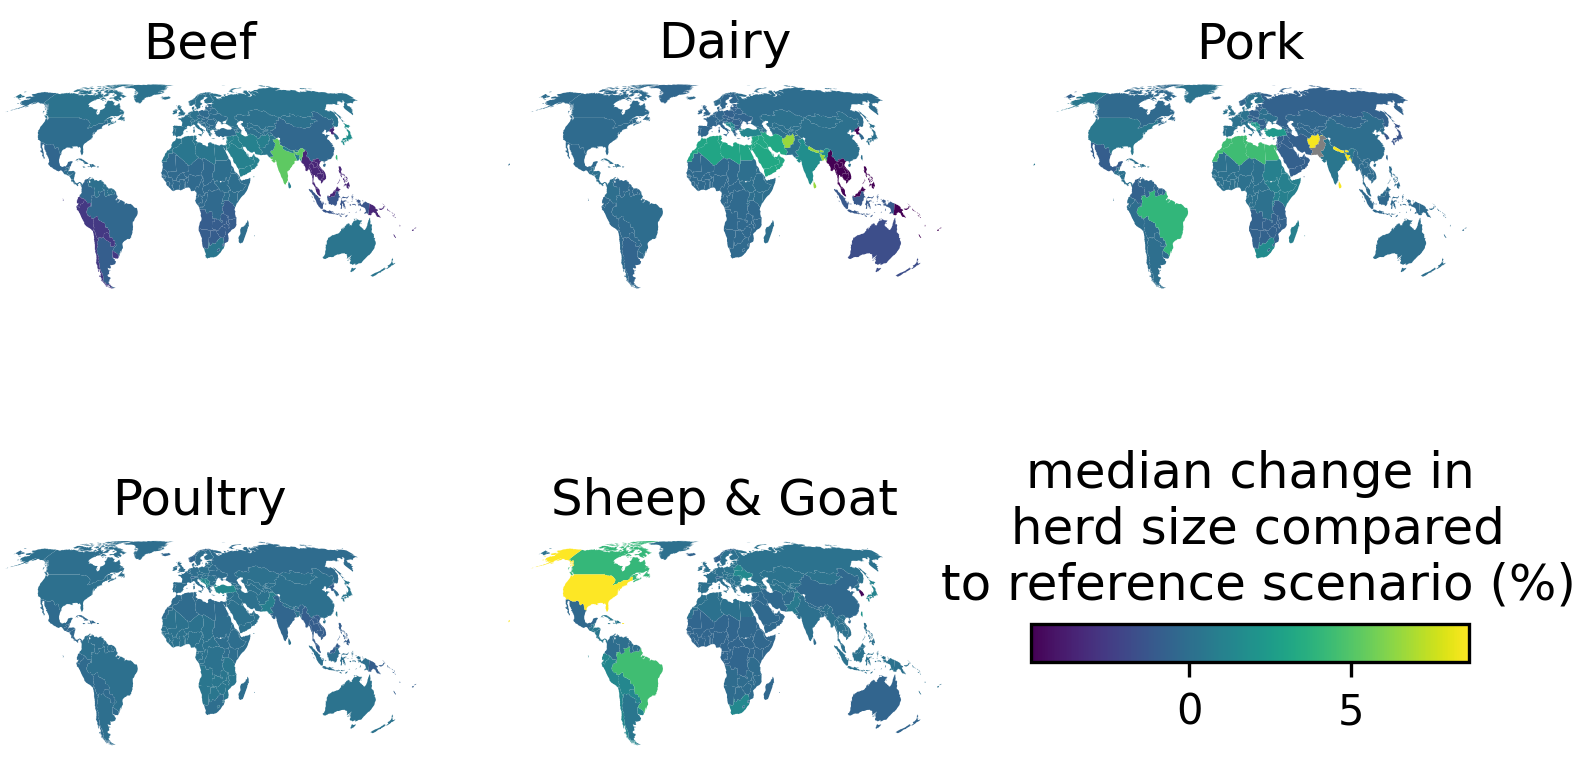 Beef
Dairy
Pork
Poultry
Sheep & Goat
median change in
herd size compared
to reference scenario (%)
0
5